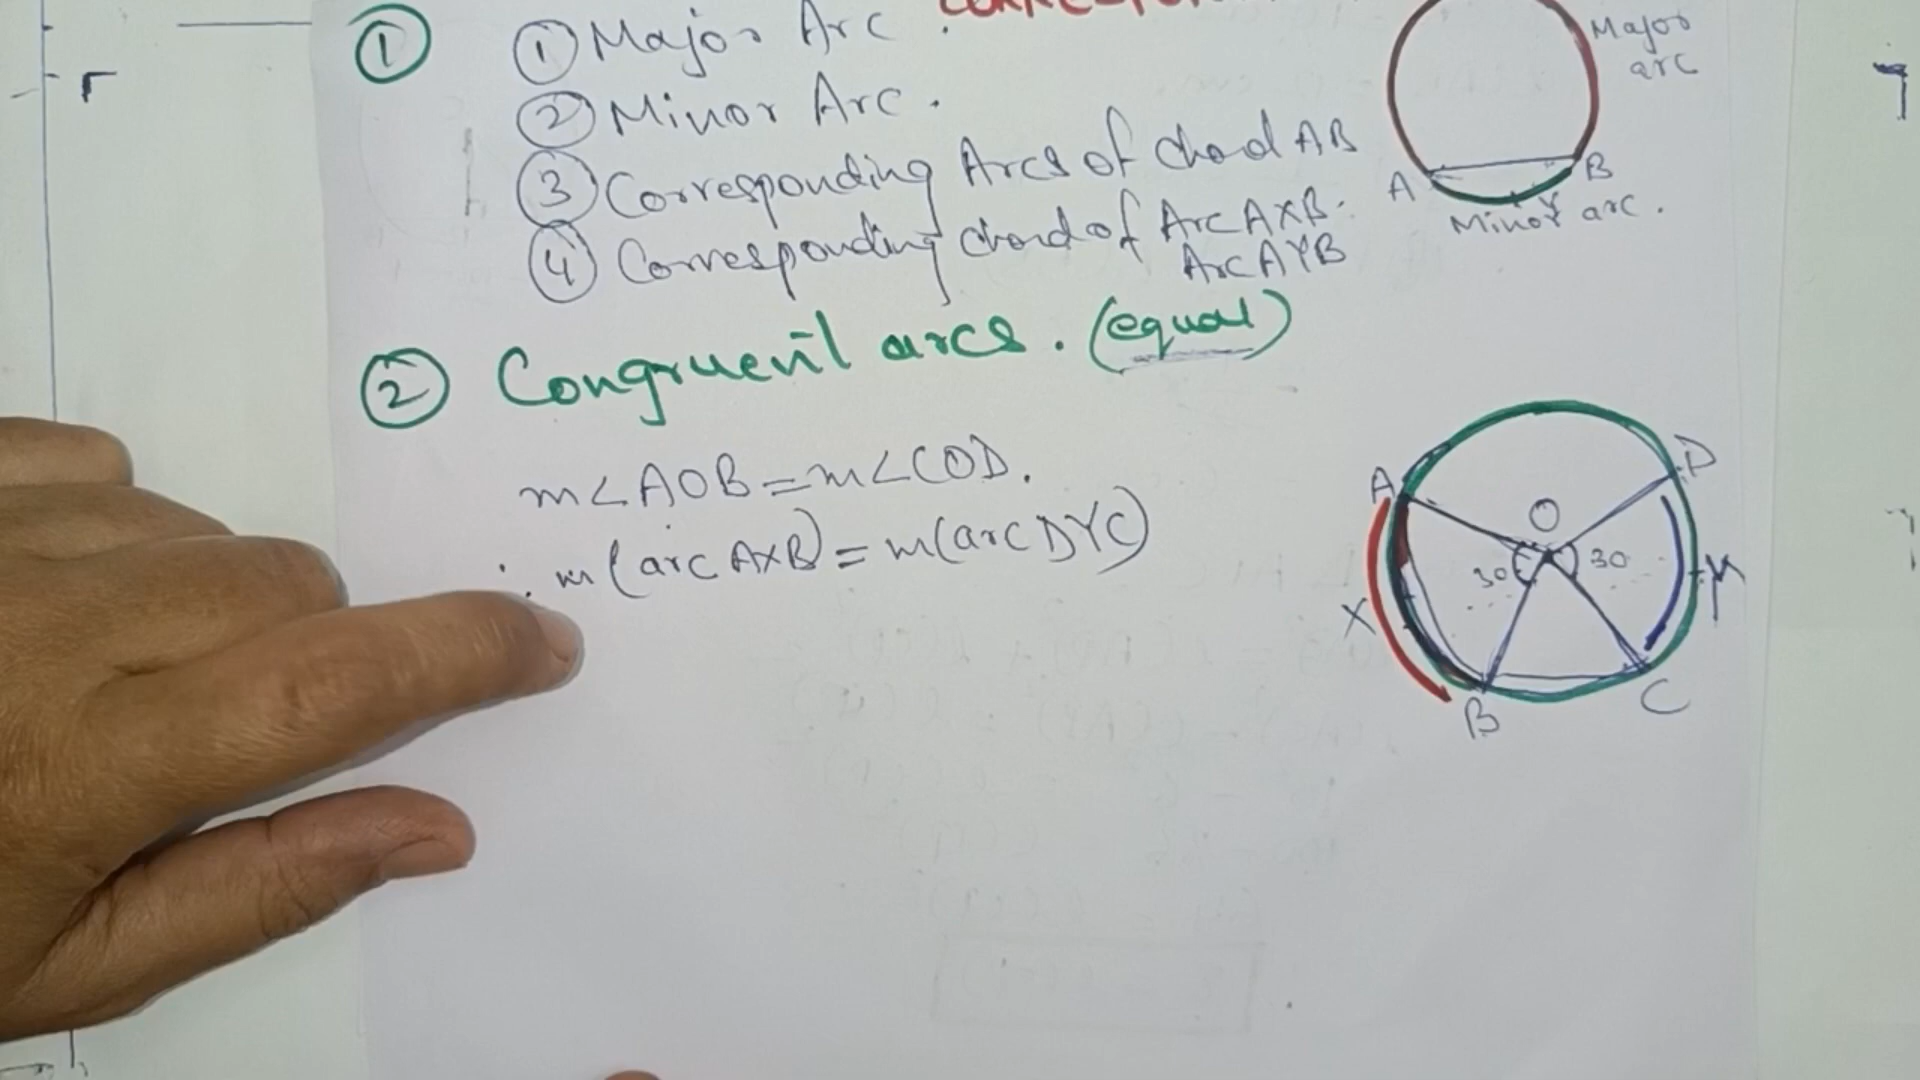 ① ① Major Arc.
② Minor Arc.
③ Corresponding Arcs of chord AB
④ Corresponding chord of Arc AXB.
Arc AYB
Major
arc
A
B
Y
Minor arc.
② Congruent arcs. (equal)
m∠AOB = m∠COD.
∴ m(arc AXB) = m(arc DYC)
A
D
O
30
30
X
Y
B
C